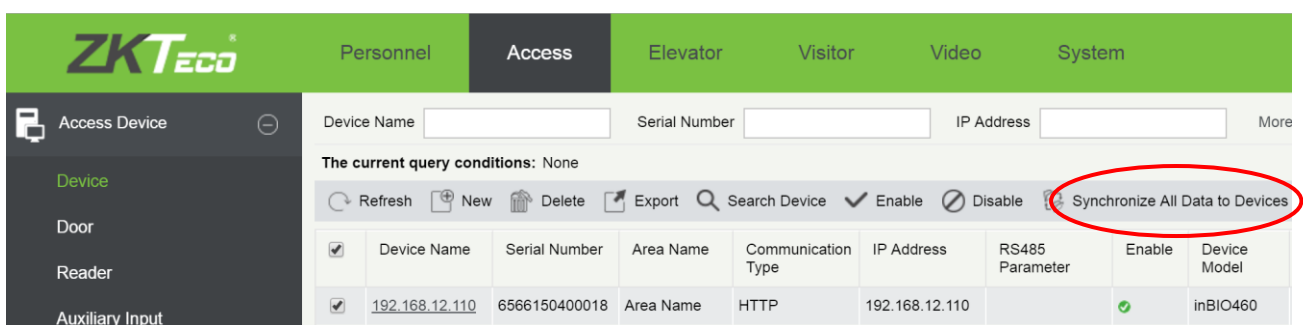 ZKTeco
Personnel Access Elevator Visitor Video System
Access Device
Device Name Serial Number IP Address More
The current query conditions: None
Device
Refresh New Delete Export Search Device Enable Disable Synchronize All Data to Devices
Door
Device Name Serial Number Area Name Communication Type IP Address RS485 Parameter Enable Device Model
Reader
192.168.12.110 6566150400018 Area Name HTTP 192.168.12.110 inBIO460
Auxiliary Input